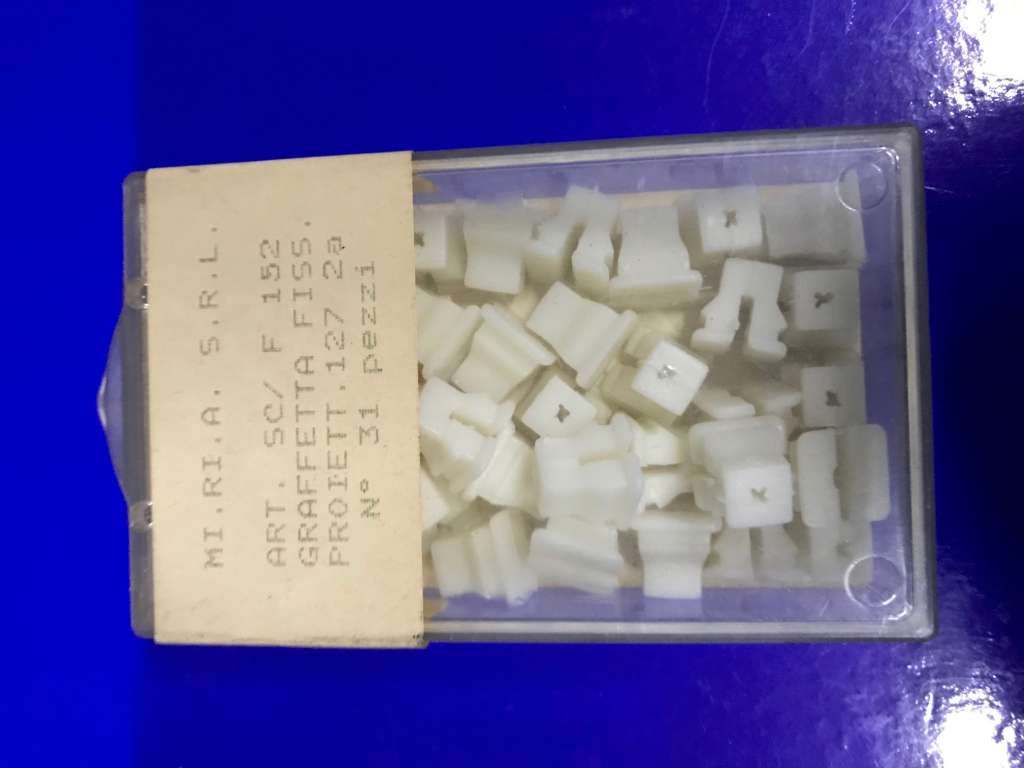 MI.RI.A. S.R.L.
ART. SC/ F 152
GRAFFETTA FISS.
PROIETT.127 2a
N° 31 pezzi